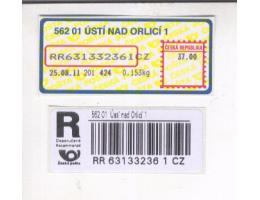 562 01 ÚSTÍ NAD ORLICÍ 1
ČESKÁ REPUBLIKA
RR631332361CZ
37.00
25.08.11 201 424 0.153kg
562 01 Ústí nad Orlicí 1
R
Doporučeně
Recommandé
Česká pošta
RR 63133236 1 CZ